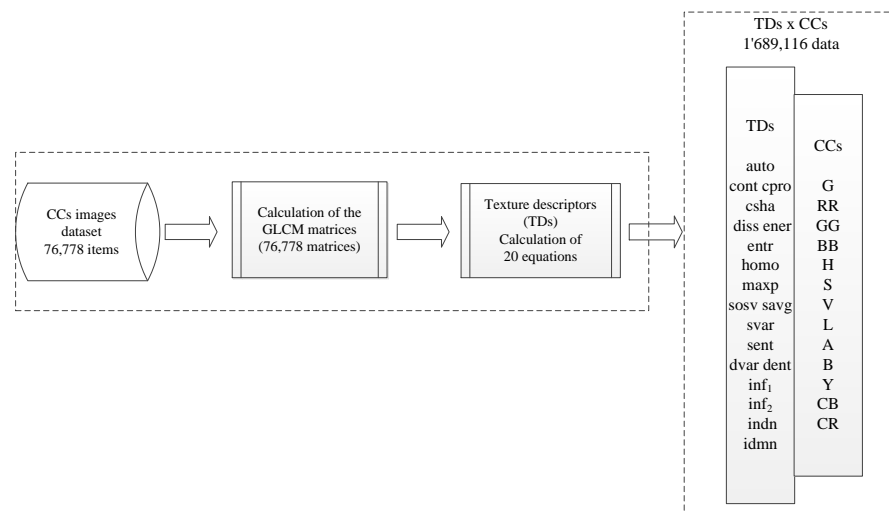 CCs images
dataset
76,778 items
Calculation of the
GLCM matrices
(76,778 matrices)
Texture descriptors
(TDs)
Calculation of
20 equations
TDs x CCs
1'689,116 data
TDs
auto
cont cpro
csha
diss ener
entr
homo
maxp
sosv savg
svar
sent
dvar dent
inf₁
inf₂
indn
idmn
CCs
G
RR
GG
BB
H
S
V
L
A
B
Y
CB
CR